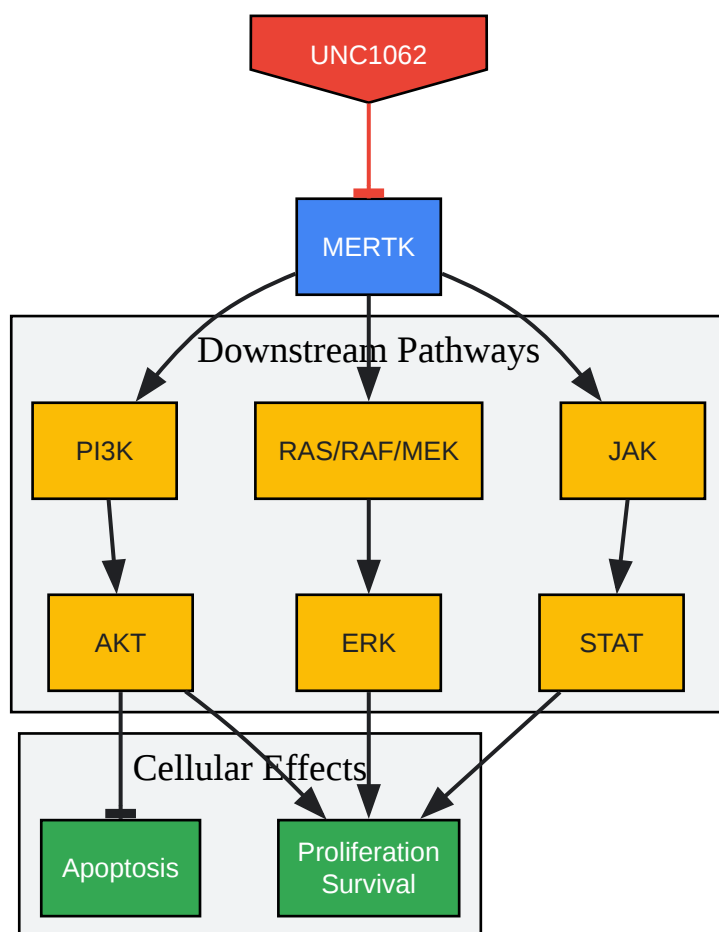 UNC1062
MERTK
Downstream Pathways
PI3K
RAS/RAF/MEK
JAK
AKT
ERK
STAT
Cellular Effects
Apoptosis
Proliferation
Survival